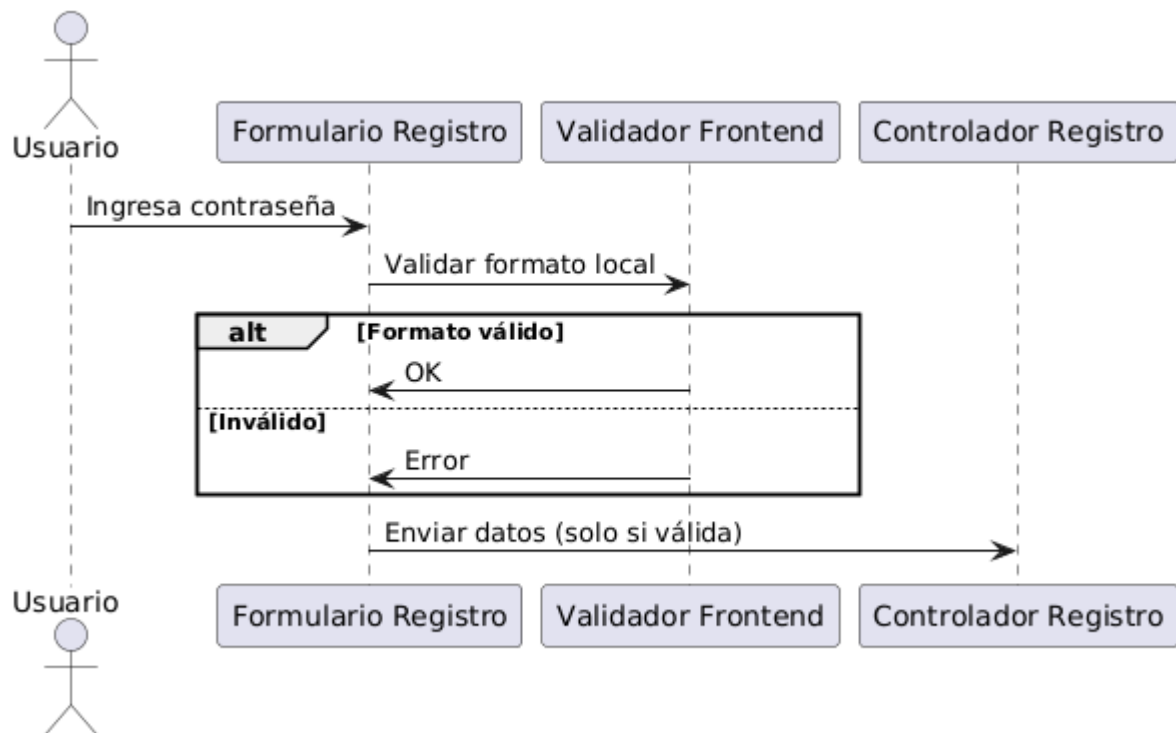 Usuario
Formulario Registro
Validador Frontend
Controlador Registro
Ingresa contraseña
Validar formato local
alt
[Formato válido]
OK
[Inválido]
Error
Enviar datos (solo si válida)
Usuario
Formulario Registro
Validador Frontend
Controlador Registro